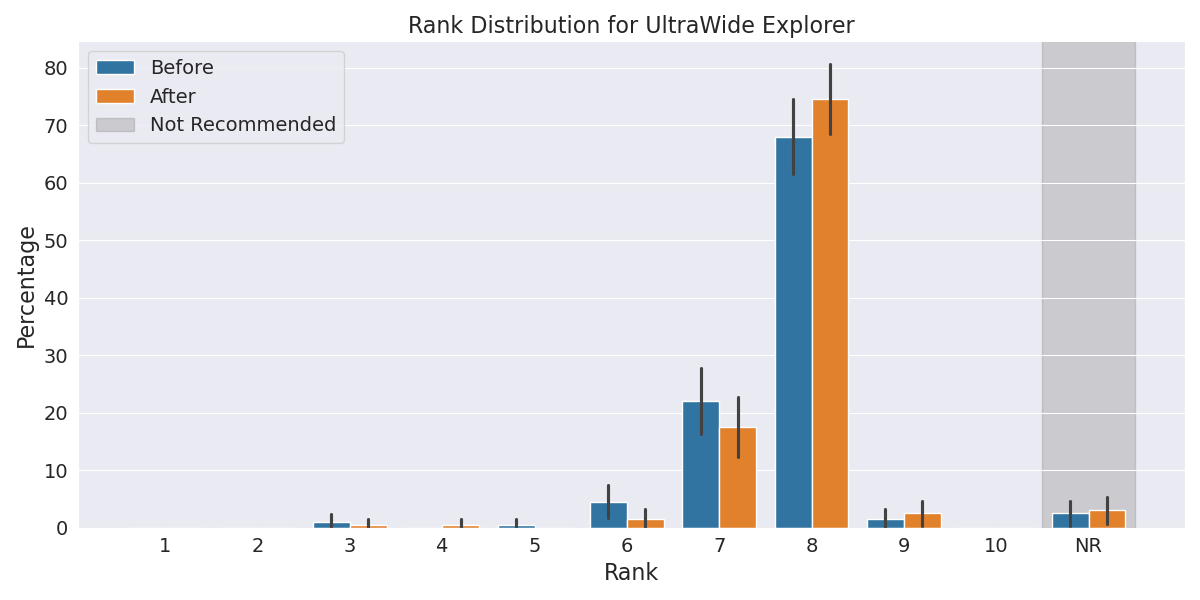 Rank Distribution for UltraWide Explorer
Before
After
Not Recommended
Percentage
80
70
60
50
40
30
20
10
0
1 2 3 4 5 6 7 8 9 10 NR
Rank